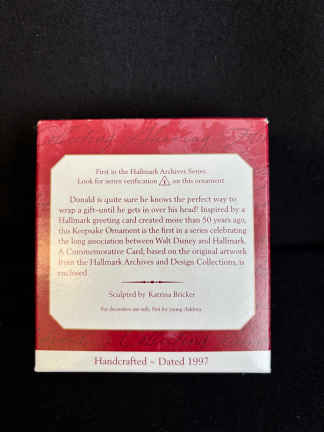 First in the Hallmark Archives Series.
Look for series verification 1 on this ornament.
Donald is quite sure he knows the perfect way to
wrap a gift–until he gets in over his head! Inspired by a
Hallmark greeting card created more than 50 years ago,
this Keepsake Ornament is the first in a series celebrating
the long association between Walt Disney and Hallmark.
A Commemorative Card, based on the original artwork
from the Hallmark Archives and Design Collections, is
enclosed.
Sculpted by Katrina Bricker
For decorative use only. Not for young children.
Handcrafted ~ Dated 1997